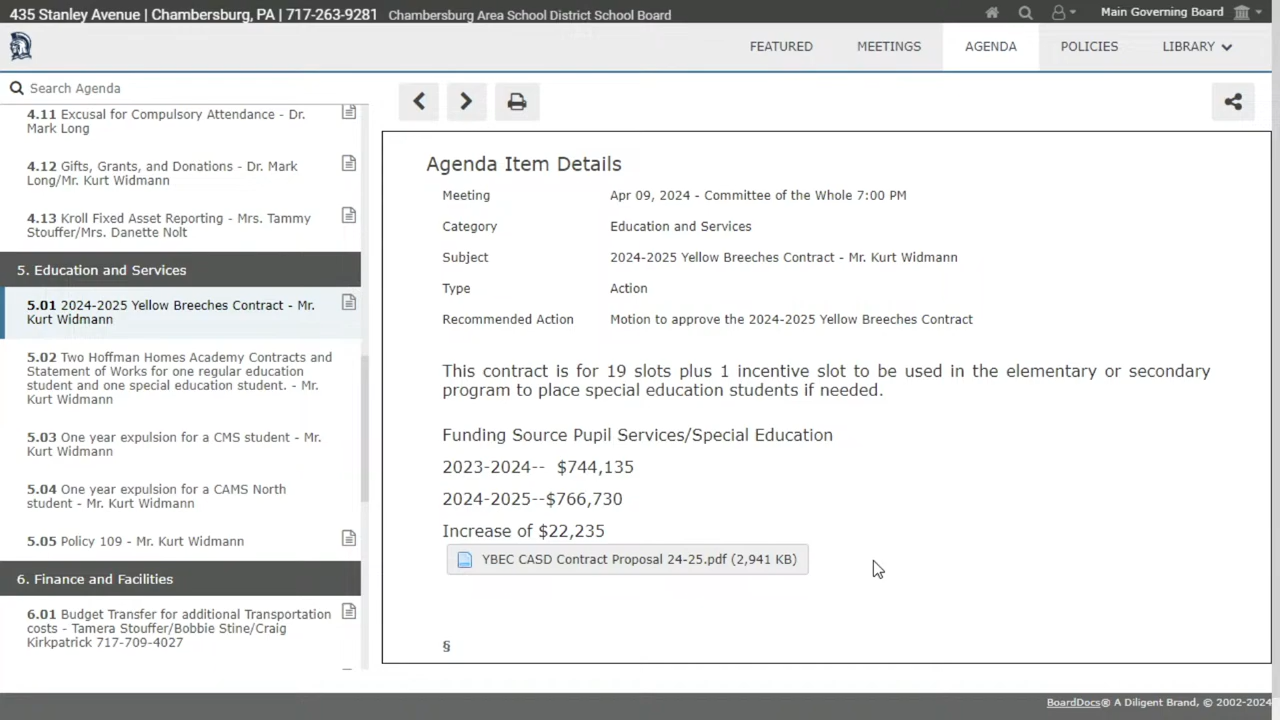 435 Stanley Avenue | Chambersburg, PA | 717-263-9281 Chambersburg Area School District School Board
Main Governing Board
FEATURED MEETINGS AGENDA POLICIES LIBRARY
Search Agenda
4.11 Excusal for Compulsory Attendance - Dr.
Mark Long
4.12 Gifts, Grants, and Donations - Dr. Mark
Long/Mr. Kurt Widmann
4.13 Kroll Fixed Asset Reporting - Mrs. Tammy
Stouffer/Mrs. Danette Nolt
5. Education and Services
5.01 2024-2025 Yellow Breeches Contract - Mr.
Kurt Widmann
5.02 Two Hoffman Homes Academy Contracts and
Statement of Works for one regular education
student and one special education student. - Mr.
Kurt Widmann
5.03 One year expulsion for a CMS student - Mr.
Kurt Widmann
5.04 One year expulsion for a CAMS North
student - Mr. Kurt Widmann
5.05 Policy 109 - Mr. Kurt Widmann
6. Finance and Facilities
6.01 Budget Transfer for additional Transportation
costs - Tamera Stouffer/Bobbie Stine/Craig
Kirkpatrick 717-709-4027
Agenda Item Details
Meeting Apr 09, 2024 - Committee of the Whole 7:00 PM
Category Education and Services
Subject 2024-2025 Yellow Breeches Contract - Mr. Kurt Widmann
Type Action
Recommended Action Motion to approve the 2024-2025 Yellow Breeches Contract
This contract is for 19 slots plus 1 incentive slot to be used in the elementary or secondary
program to place special education students if needed.
Funding Source Pupil Services/Special Education
2023-2024-- $744,135
2024-2025--$766,730
Increase of $22,235
YBEC CASD Contract Proposal 24-25.pdf (2,941 KB)
§
BoardDocs® A Diligent Brand, © 2002-2024